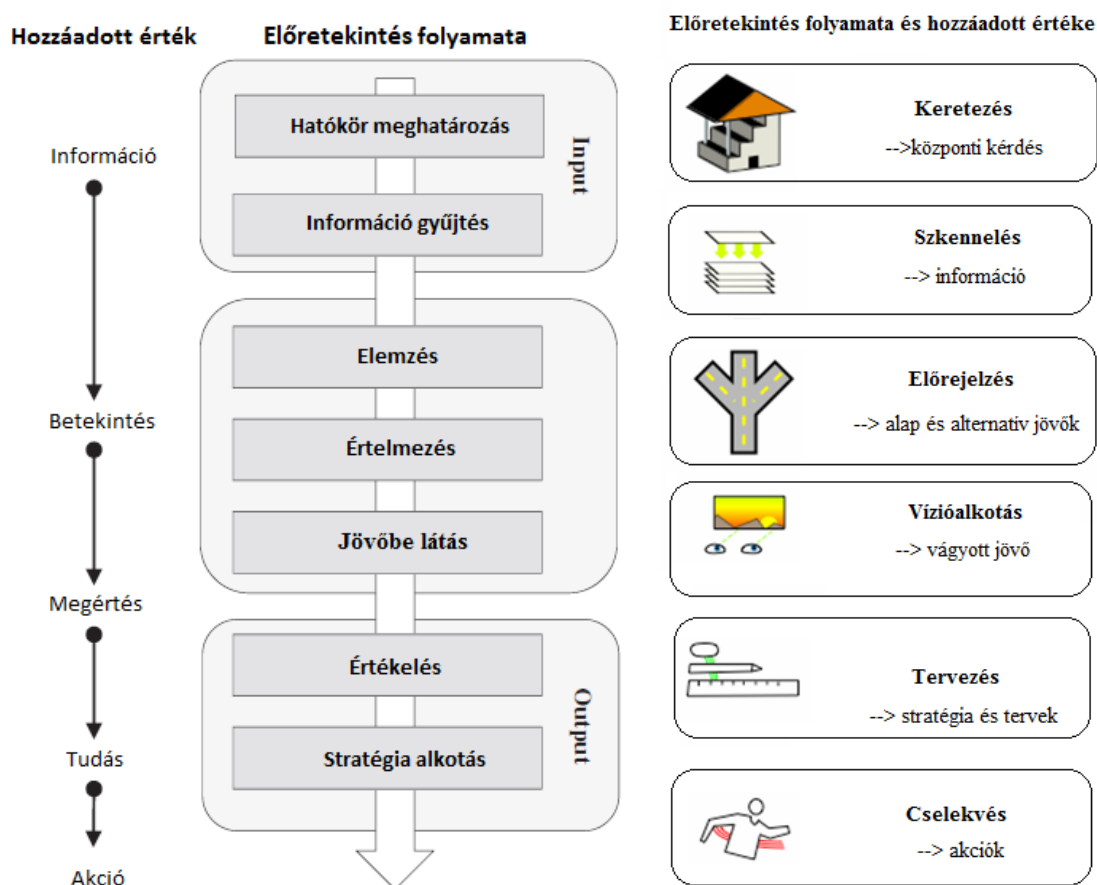 Hozzáadott érték
Információ
Betekintés
Megértés
Tudás
Akció
Előretekintés folyamata
Hatókör meghatározás
Információ gyűjtés
Input
Elemzés
Értelmezés
Jövőbe látás
Értékelés
Stratégia alkotás
Output
Előretekintés folyamata és hozzáadott értéke
Keretezés
-->központi kérdés
Szkennelés
--> információ
Előrejelzés
--> alap és alternatív jövők
Vízióalkotás
--> vágyott jövő
Tervezés
--> stratégia és tervek
Cselekvés
--> akciók